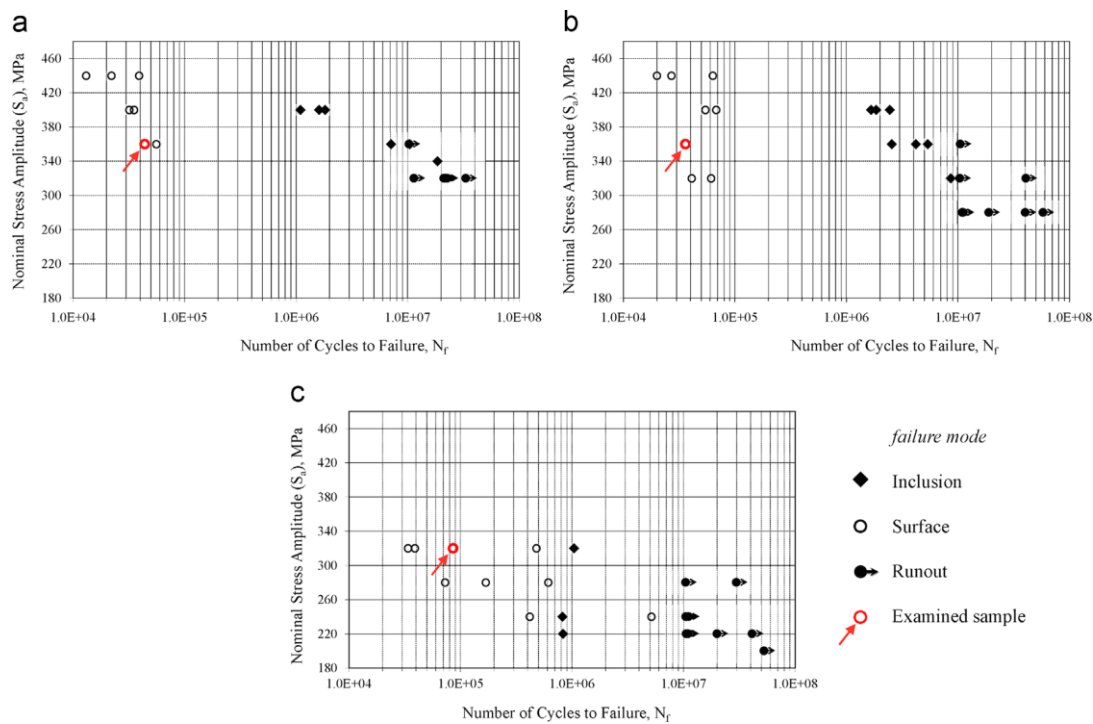 a
Nominal Stress Amplitude (Sa), MPa
460
420
380
340
300
260
220
180
1.0E+04 1.0E+05 1.0E+06 1.0E+07 1.0E+08
Number of Cycles to Failure, Nf
b
Nominal Stress Amplitude (Sa), MPa
460
420
380
340
300
260
220
180
1.0E+04 1.0E+05 1.0E+06 1.0E+07 1.0E+08
Number of Cycles to Failure, Nf
c
Nominal Stress Amplitude (Sa), MPa
460
420
380
340
300
260
220
180
1.0E+04 1.0E+05 1.0E+06 1.0E+07 1.0E+08
Number of Cycles to Failure, Nf
failure mode
Inclusion
Surface
Runout
Examined sample